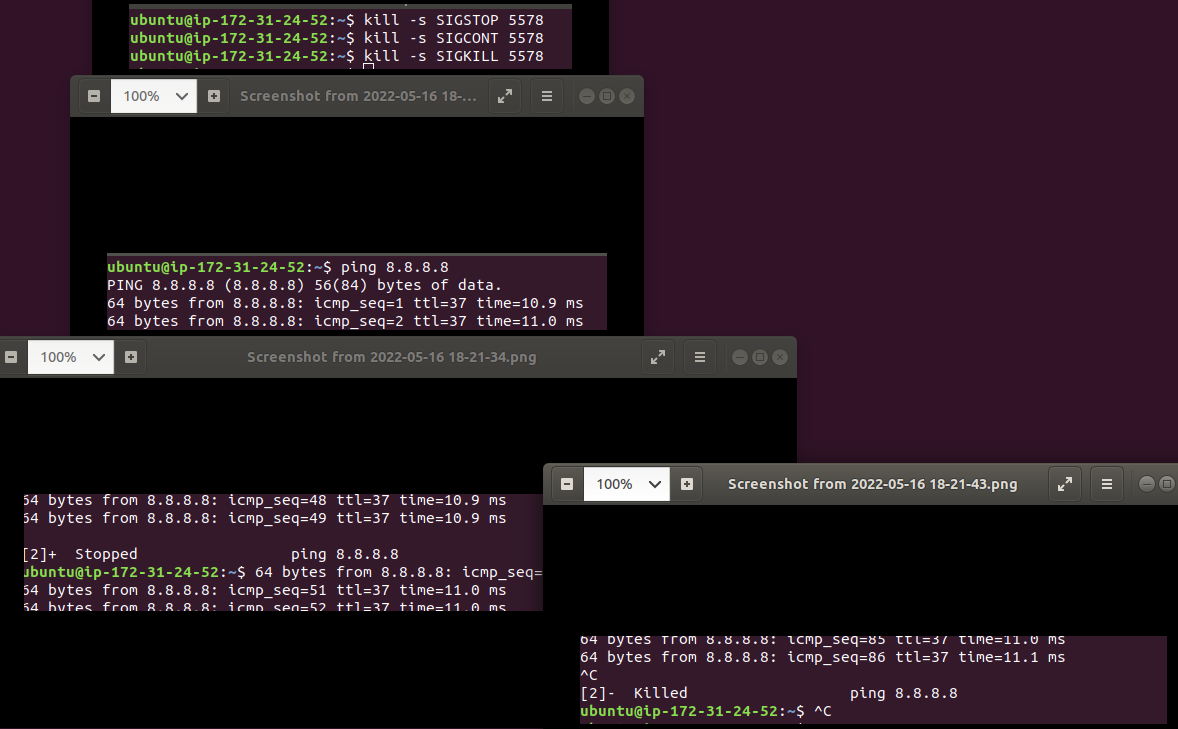 ubuntu@ip-172-31-24-52:~$ kill -s SIGSTOP 5578
ubuntu@ip-172-31-24-52:~$ kill -s SIGCONT 5578
ubuntu@ip-172-31-24-52:~$ kill -s SIGKILL 5578
100% Screenshot from 2022-05-16 18-...
ubuntu@ip-172-31-24-52:~$ ping 8.8.8.8
PING 8.8.8.8 (8.8.8.8) 56(84) bytes of data.
64 bytes from 8.8.8.8: icmp_seq=1 ttl=37 time=10.9 ms
64 bytes from 8.8.8.8: icmp_seq=2 ttl=37 time=11.0 ms
100% Screenshot from 2022-05-16 18-21-34.png
64 bytes from 8.8.8.8: icmp_seq=48 ttl=37 time=10.9 ms
64 bytes from 8.8.8.8: icmp_seq=49 ttl=37 time=10.9 ms
[2]+  Stopped                 ping 8.8.8.8
ubuntu@ip-172-31-24-52:~$ 64 bytes from 8.8.8.8: icmp_seq=
64 bytes from 8.8.8.8: icmp_seq=51 ttl=37 time=11.0 ms
64 bytes from 8.8.8.8: icmp_seq=52 ttl=37 time=11.0 ms
100% Screenshot from 2022-05-16 18-21-43.png
64 bytes from 8.8.8.8: icmp_seq=85 ttl=37 time=11.0 ms
64 bytes from 8.8.8.8: icmp_seq=86 ttl=37 time=11.1 ms
^C
[2]-  Killed                  ping 8.8.8.8
ubuntu@ip-172-31-24-52:~$ ^C